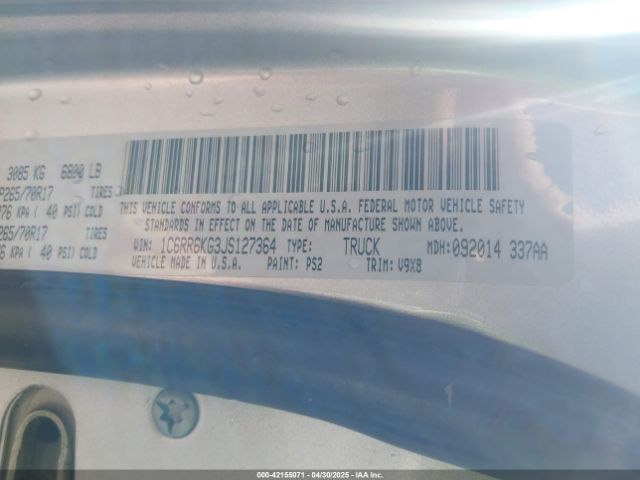 3085 KG 6800 LB
P265/70R17 TIRES
276 KPA ( 40 PSI) COLD
265/70R17 TIRES
KPA ( 40 PSI) COLD
THIS VEHICLE CONFORMS TO ALL APPLICABLE U.S.A. FEDERAL MOTOR VEHICLE SAFETY
STANDARDS IN EFFECT ON THE DATE OF MANUFACTURE SHOWN ABOVE.
VIN: 1C6RR6KG3JS127364 TYPE: TRUCK MDH: 092014 337AA
VEHICLE MADE IN U.S.A. PAINT: PS2 TRIM: V9X8
000-42155071 - 04/30/2025 - IAA Inc.